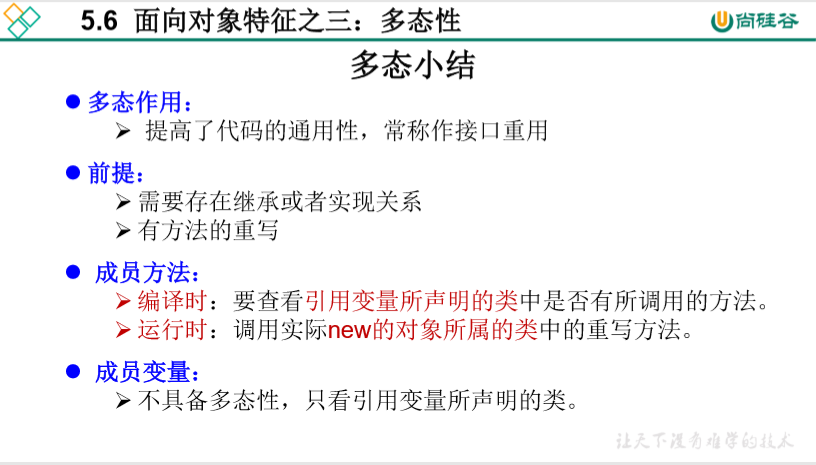 5.6 面向对象特征之三：多态性
尚硅谷
多态小结
多态作用：
提高了代码的通用性，常称作接口重用
前提：
需要存在继承或者实现关系
有方法的重写
成员方法：
编译时：要查看引用变量所声明的类中是否有所调用的方法。
运行时：调用实际new的对象所属的类中的重写方法。
成员变量：
不具备多态性，只看引用变量所声明的类。
让天下没有难学的技术